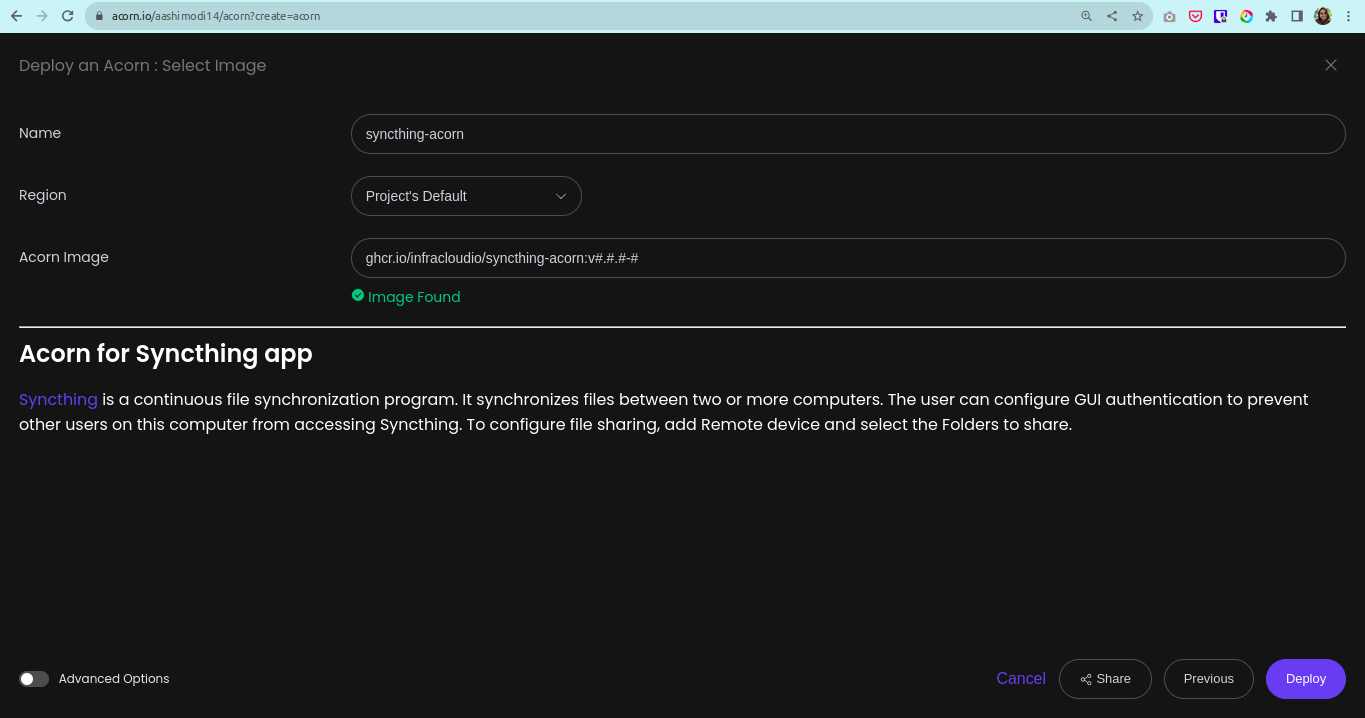 acorn.io/aashimodi14/acorn?create=acorn
Deploy an Acorn : Select Image
Name
syncthing-acorn
Region
Project's Default
Acorn Image
ghcr.io/infracloudio/syncthing-acorn:v#.#.#-#
Image Found
Acorn for Syncthing app
Syncthing is a continuous file synchronization program. It synchronizes files between two or more computers. The user can configure GUI authentication to prevent
other users on this computer from accessing Syncthing. To configure file sharing, add Remote device and select the Folders to share.
Advanced Options
Cancel
Share
Previous
Deploy